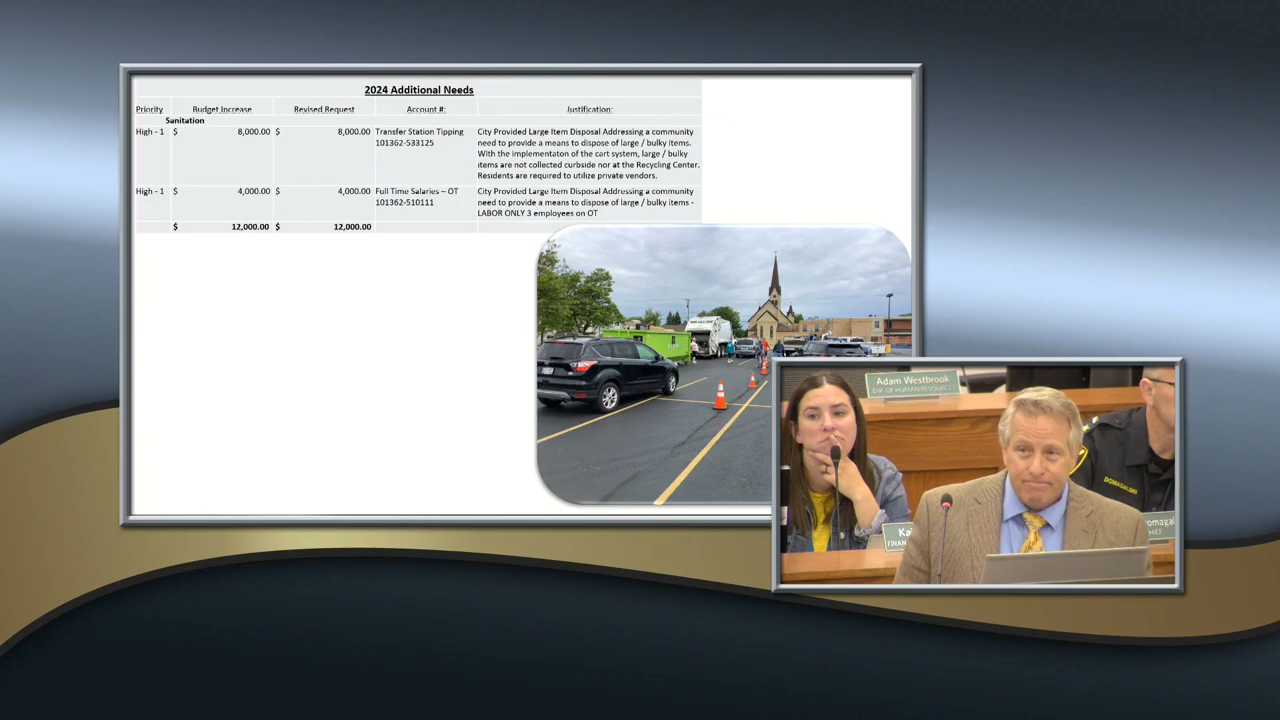 2024 Additional Needs
Priority Budget Increase Revised Request Account #: Justification:
Sanitation
High - 1 $ 8,000.00 $ 8,000.00 Transfer Station Tipping City Provided Large Item Disposal Addressing a community
101362-533125 need to provide a means to dispose of large / bulky items.
With the implementaton of the cart system, large / bulky
items are not collected curbside nor at the Recycling Center.
Residents are required to utilize private vendors.
High - 1 $ 4,000.00 $ 4,000.00 Full Time Salaries – OT City Provided Large Item Disposal Addressing a community
101362-510111 need to provide a means to dispose of large / bulky items -
LABOR ONLY 3 employees on OT
$ 12,000.00 $ 12,000.00
Adam Westbrook
DIR. OF HUMAN RESOURCES
DOMAGALSKI
Ka
FINAN
omagal
HIEF